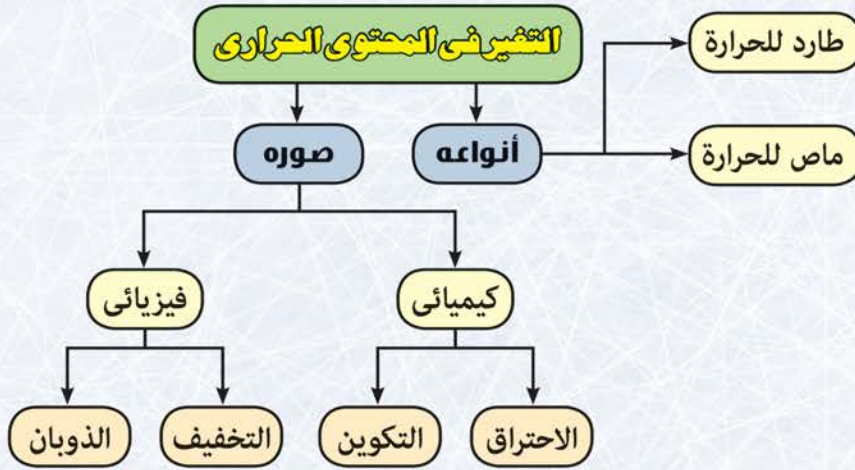 التغير فى المحتوى الحرارى
طارد للحرارة
أنواعه
صوره
ماص للحرارة
كيميائى
فيزيائى
الاحتراق
التكوين
التخفيف
الذوبان